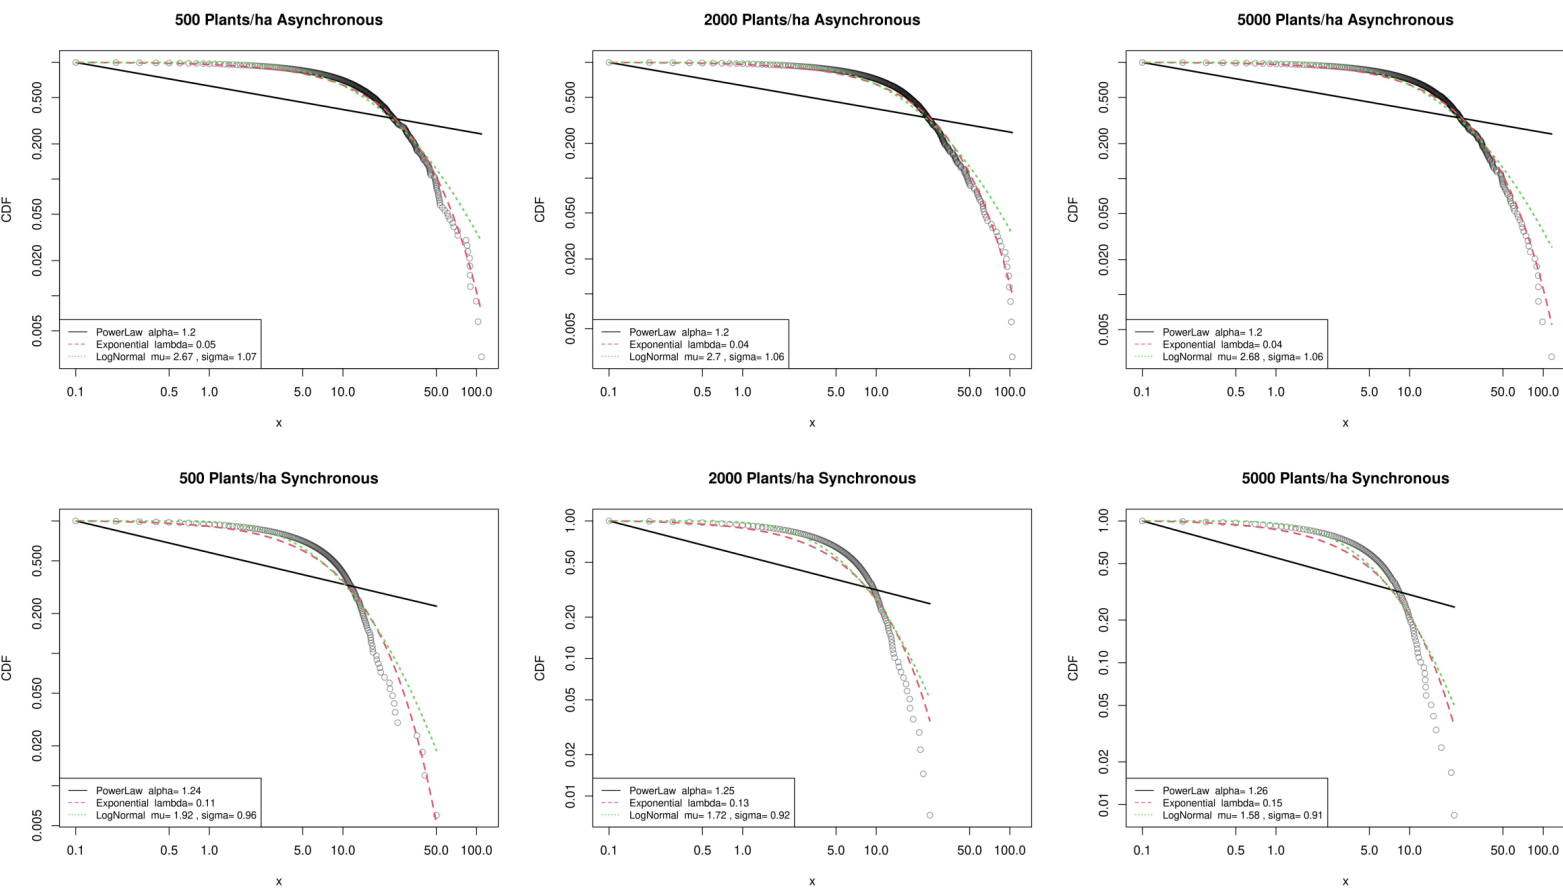 500 Plants/ha Asynchronous
CDF
0.500
0.200
0.050
0.020
0.005
PowerLaw alpha= 1.2
Exponential lambda= 0.05
LogNormal mu= 2.67 , sigma= 1.07
0.1 0.5 1.0 5.0 10.0 50.0 100.0
x
2000 Plants/ha Asynchronous
CDF
0.500
0.200
0.050
0.020
0.005
PowerLaw alpha= 1.2
Exponential lambda= 0.04
LogNormal mu= 2.7 , sigma= 1.06
0.1 0.5 1.0 5.0 10.0 50.0 100.0
x
5000 Plants/ha Asynchronous
CDF
0.500
0.200
0.050
0.020
0.005
PowerLaw alpha= 1.2
Exponential lambda= 0.04
LogNormal mu= 2.68 , sigma= 1.06
0.1 0.5 1.0 5.0 10.0 50.0 100.0
x
500 Plants/ha Synchronous
CDF
0.500
0.200
0.050
0.020
0.005
PowerLaw alpha= 1.24
Exponential lambda= 0.11
LogNormal mu= 1.92 , sigma= 0.96
0.1 0.5 1.0 5.0 10.0 50.0 100.0
x
2000 Plants/ha Synchronous
CDF
1.00
0.50
0.20
0.10
0.05
0.02
0.01
PowerLaw alpha= 1.25
Exponential lambda= 0.13
LogNormal mu= 1.72 , sigma= 0.92
0.1 0.5 1.0 5.0 10.0 50.0 100.0
x
5000 Plants/ha Synchronous
CDF
1.00
0.50
0.20
0.10
0.05
0.02
0.01
PowerLaw alpha= 1.26
Exponential lambda= 0.15
LogNormal mu= 1.58 , sigma= 0.91
0.1 0.5 1.0 5.0 10.0 50.0 100.0
x